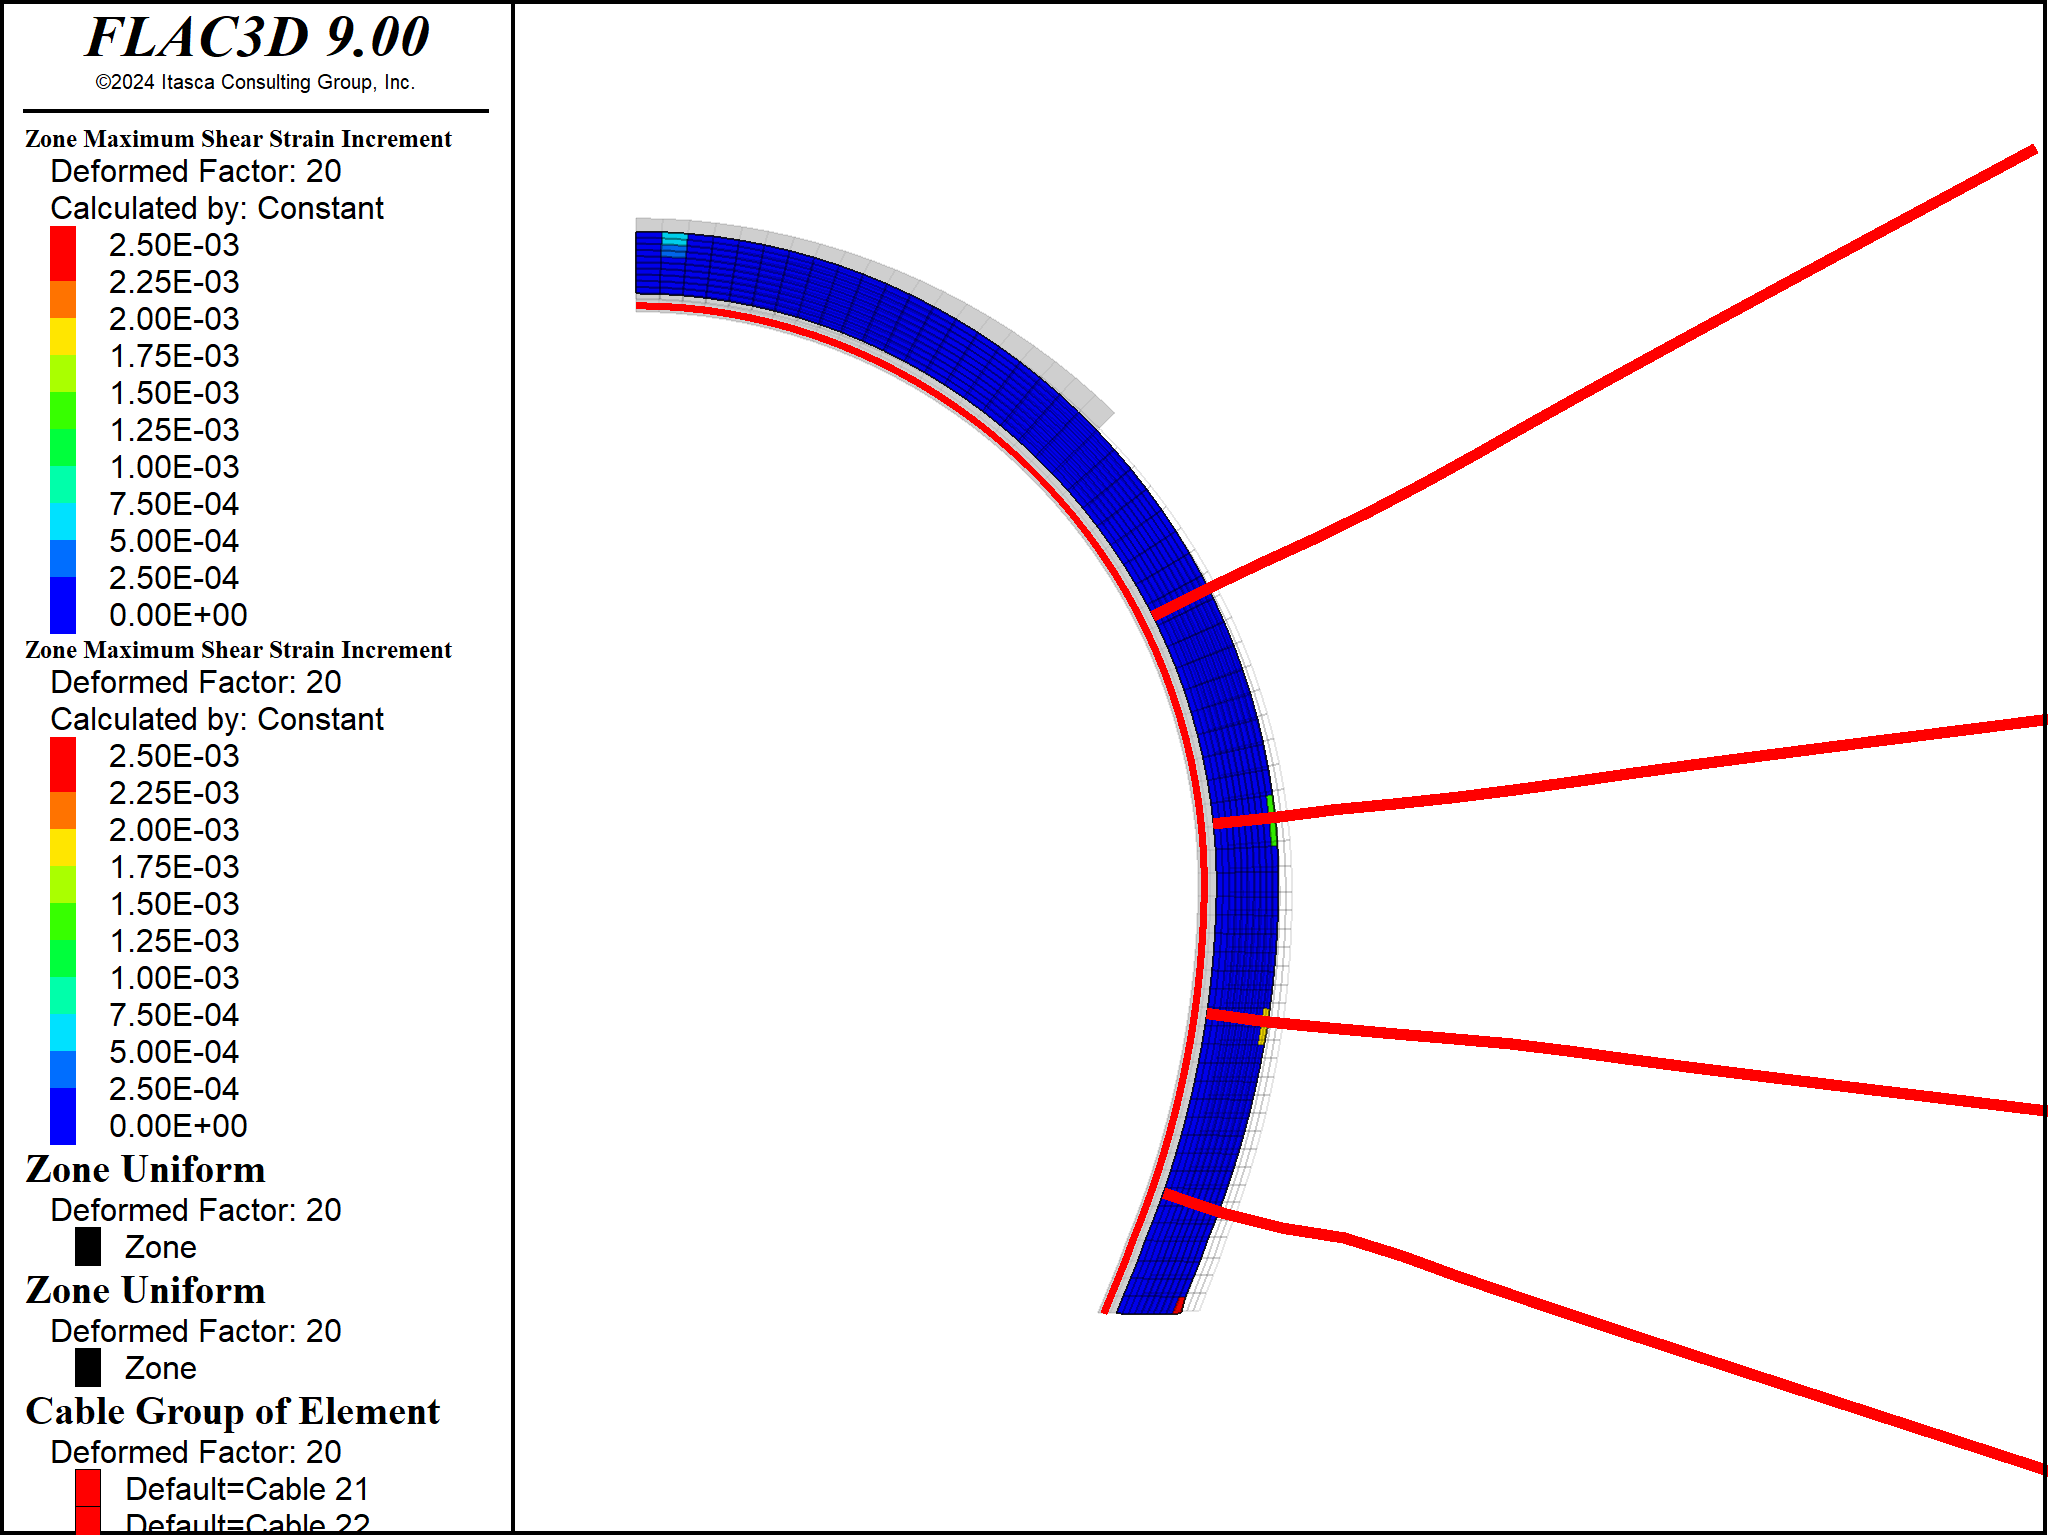 FLAC3D 9.00
©2024 Itasca Consulting Group, Inc.
Zone Maximum Shear Strain Increment
Deformed Factor: 20
Calculated by: Constant
2.50E-03
2.25E-03
2.00E-03
1.75E-03
1.50E-03
1.25E-03
1.00E-03
7.50E-04
5.00E-04
2.50E-04
0.00E+00
Zone Maximum Shear Strain Increment
Deformed Factor: 20
Calculated by: Constant
2.50E-03
2.25E-03
2.00E-03
1.75E-03
1.50E-03
1.25E-03
1.00E-03
7.50E-04
5.00E-04
2.50E-04
0.00E+00
Zone Uniform
Deformed Factor: 20
Zone
Zone Uniform
Deformed Factor: 20
Zone
Cable Group of Element
Deformed Factor: 20
Default=Cable 21
Default=Cable 22